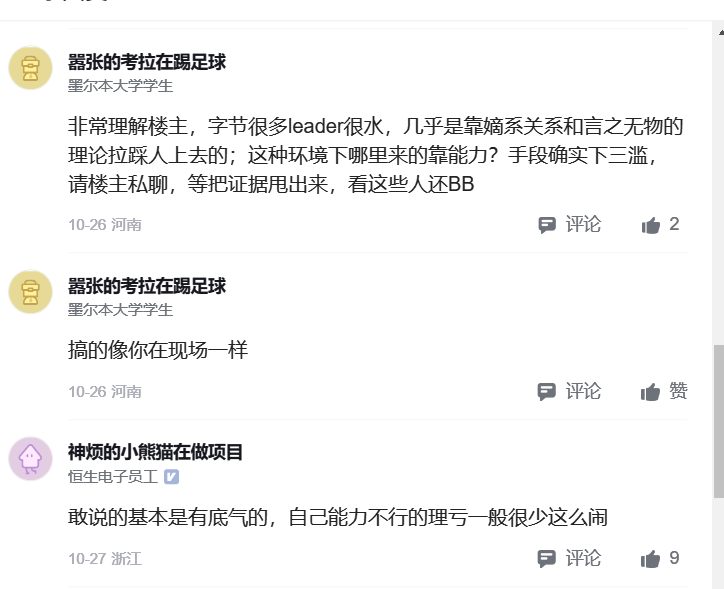 嚣张的考拉在踢足球
墨尔本大学学生
非常理解楼主，字节很多leader很水，几乎是靠嫡系关系和言之无物的
理论拉踩人上去的；这种环境下哪里来的靠能力？手段确实下三滥，
请楼主私聊，等把证据甩出来，看这些人还BB
10-26 河南 评论 2
嚣张的考拉在踢足球
墨尔本大学学生
搞的像你在现场一样
10-26 河南 评论 赞
神烦的小熊猫在做项目
恒生电子员工
敢说的基本是有底气的，自己能力不行的理亏一般很少这么闹
10-27 浙江 评论 9